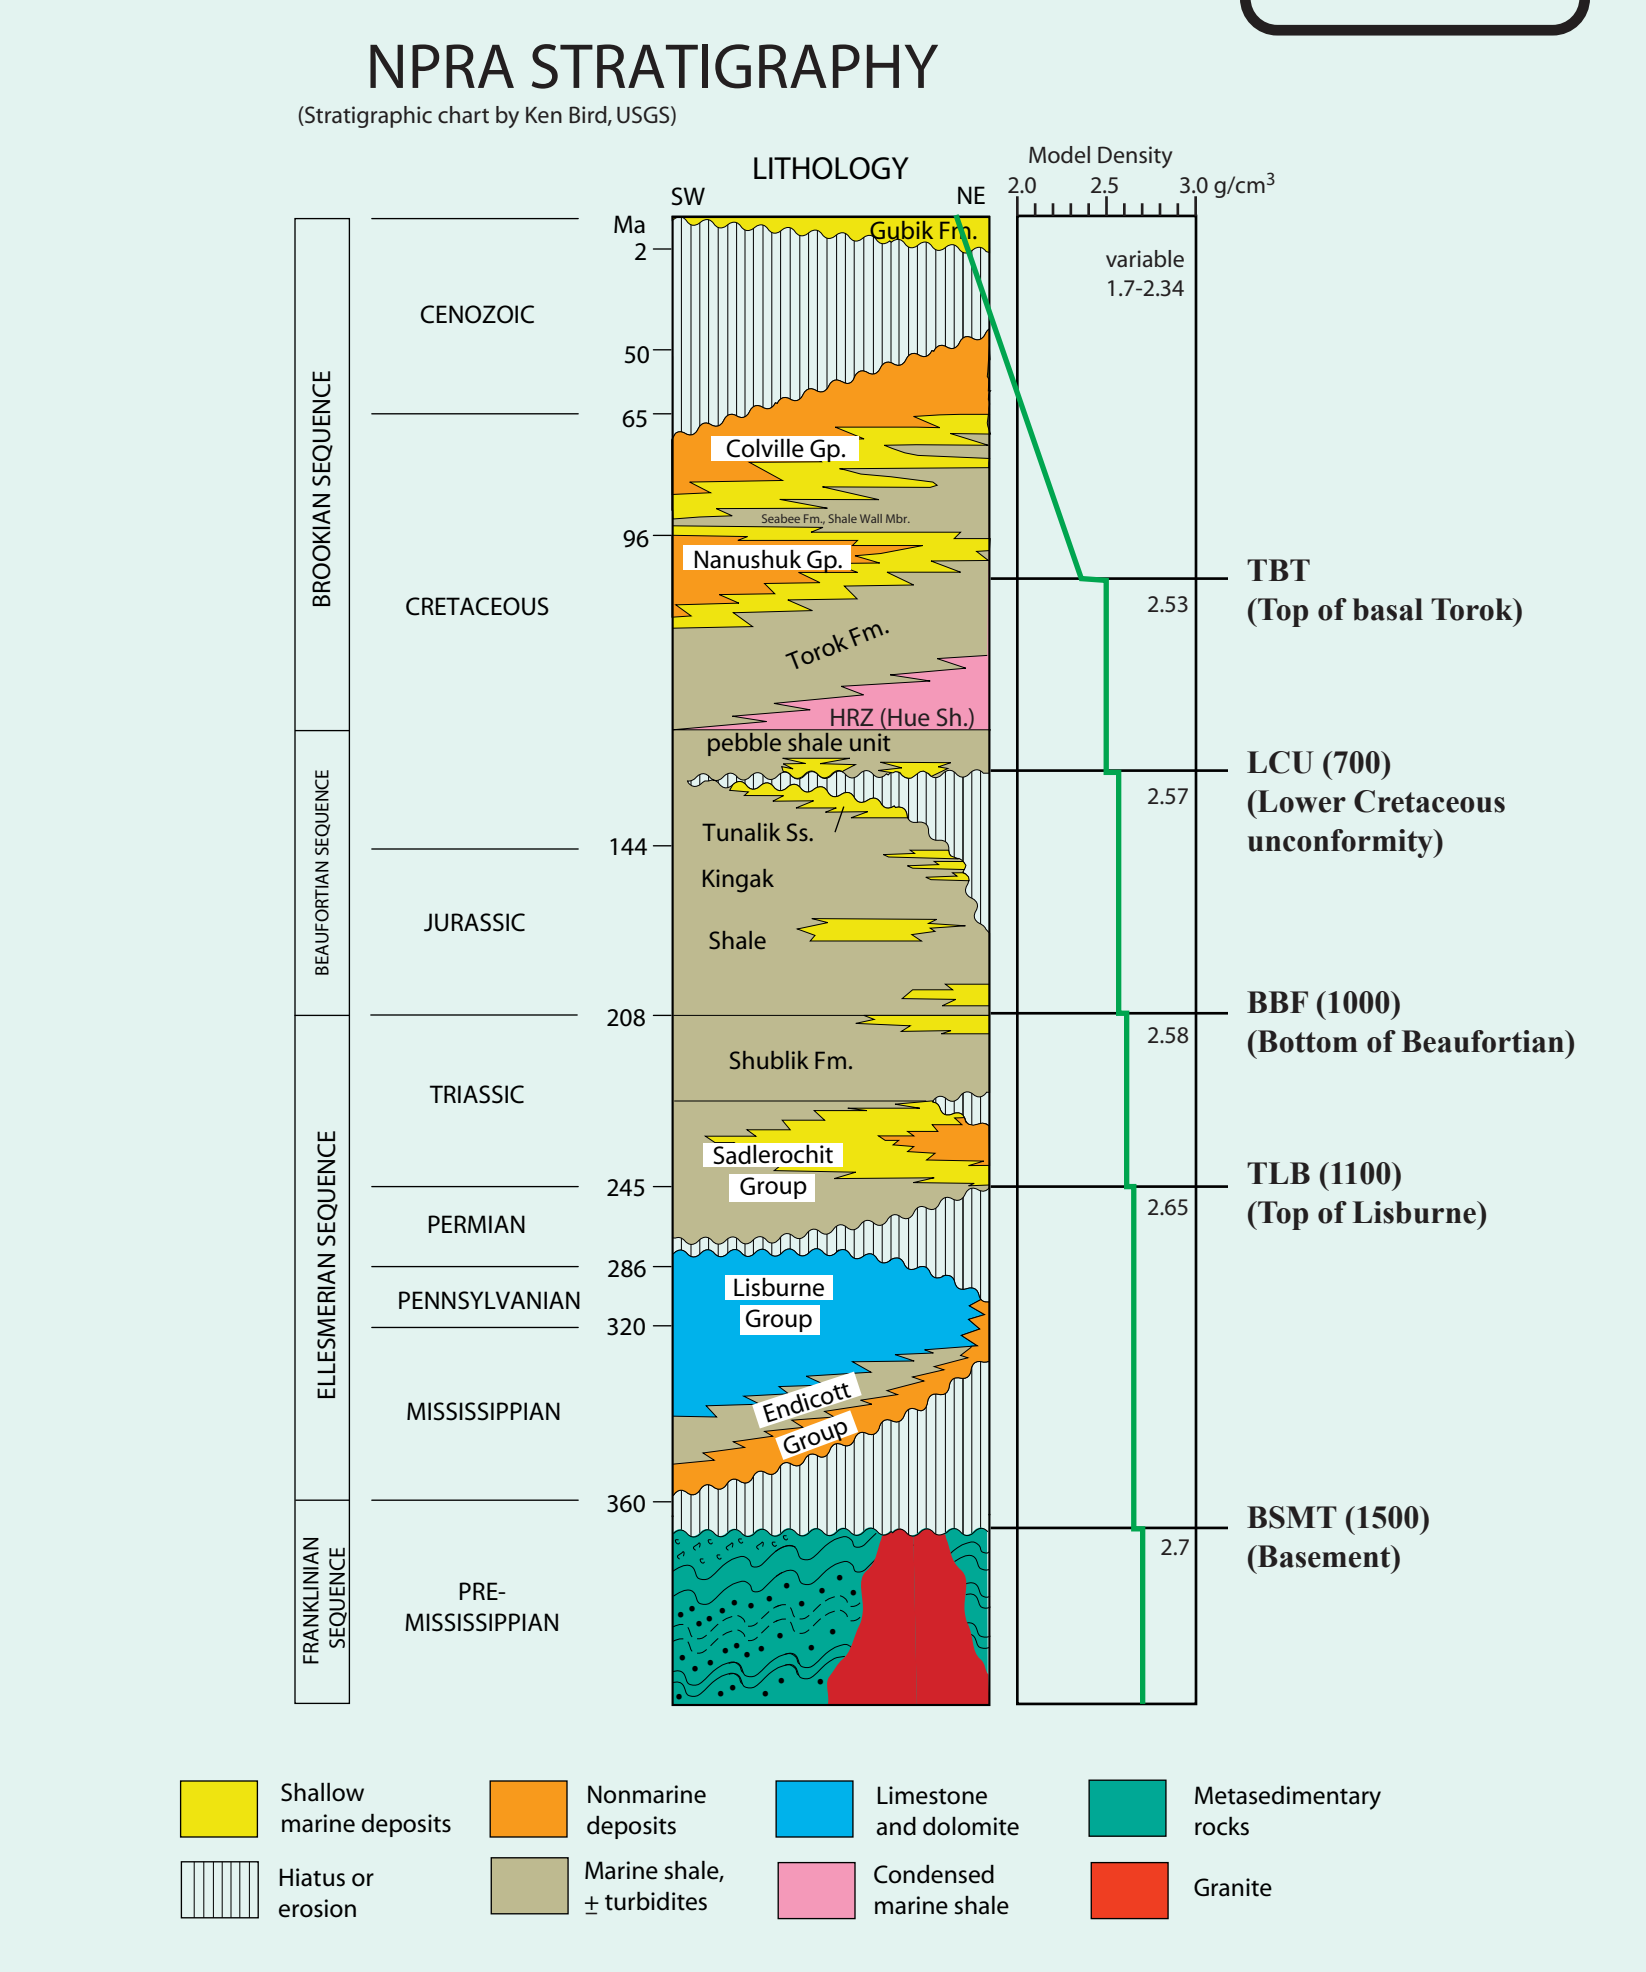 NPRA STRATIGRAPHY
(Stratigraphic chart by Ken Bird, USGS)
LITHOLOGY
SW
NE
Model Density
2.0
2.5
3.0 g/cm³
Ma
2
50
65
96
144
208
245
286
320
360
BROOKIAN SEQUENCE
BEAUFORTIAN SEQUENCE
ELLESMERIAN SEQUENCE
FRANKLINIAN
SEQUENCE
CENOZOIC
CRETACEOUS
JURASSIC
TRIASSIC
PERMIAN
PENNSYLVANIAN
MISSISSIPPIAN
PRE-
MISSISSIPPIAN
Gubik Fm.
Colville Gp.
Seabee Fm., Shale Wall Mbr.
Nanushuk Gp.
Torok Fm.
HRZ (Hue Sh.)
pebble shale unit
Tunalik Ss.
Kingak
Shale
Shublik Fm.
Sadlerochit
Group
Lisburne
Group
Endicott
Group
variable
1.7-2.34
2.53
2.57
2.58
2.65
2.7
TBT
(Top of basal Torok)
LCU (700)
(Lower Cretaceous
unconformity)
BBF (1000)
(Bottom of Beaufortian)
TLB (1100)
(Top of Lisburne)
BSMT (1500)
(Basement)
Shallow
marine deposits
Nonmarine
deposits
Limestone
and dolomite
Metasedimentary
rocks
Hiatus or
erosion
Marine shale,
± turbidites
Condensed
marine shale
Granite